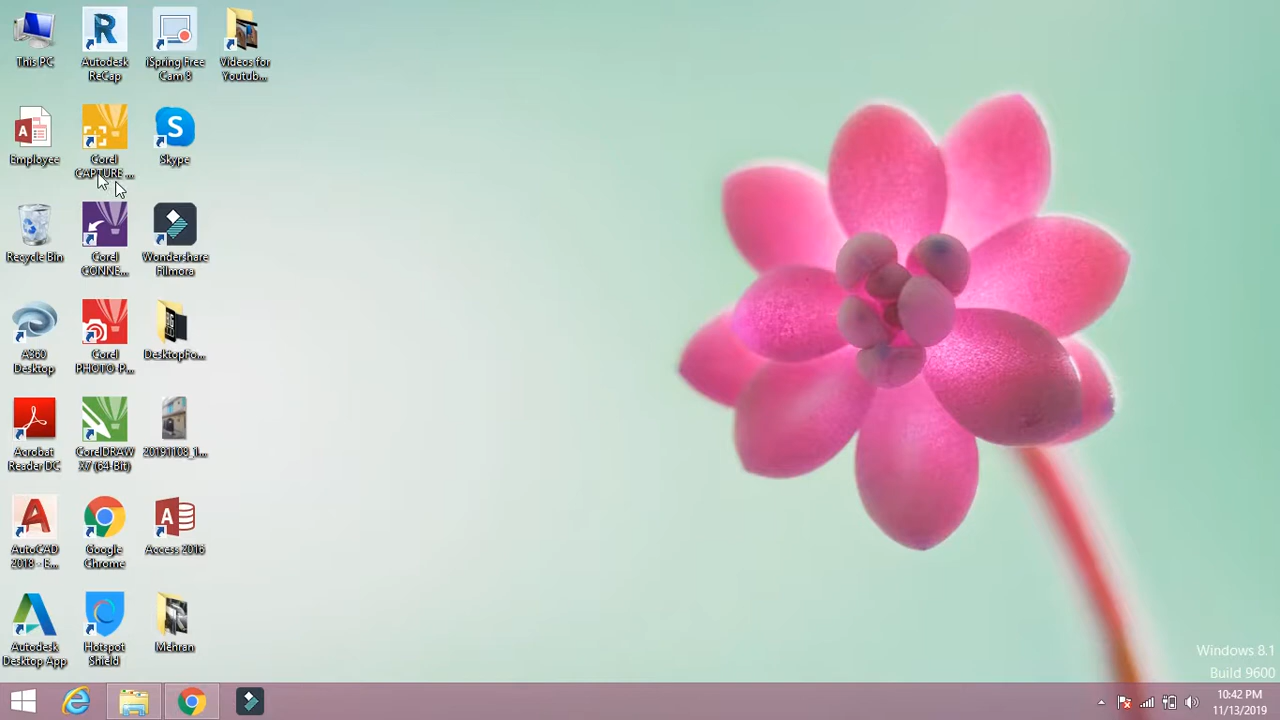 This PC
Autodesk
ReCap
iSpring Free
Cam 8
Videos for
Youtub...
Employee
Corel
CAPTURE ...
Skype
Recycle Bin
Corel
CONNE...
Wondershare
Filmora
A360
Desktop
Corel
PHOTO-P...
DesktopFo...
Acrobat
Reader DC
CorelDRAW
X7 (64-Bit)
20191108_1...
AutoCAD
2018 - E...
Google
Chrome
Access 2016
Autodesk
Desktop App
Hotspot
Shield
Mehran
Windows 8.1
Build 9600
10:42 PM
11/13/2019